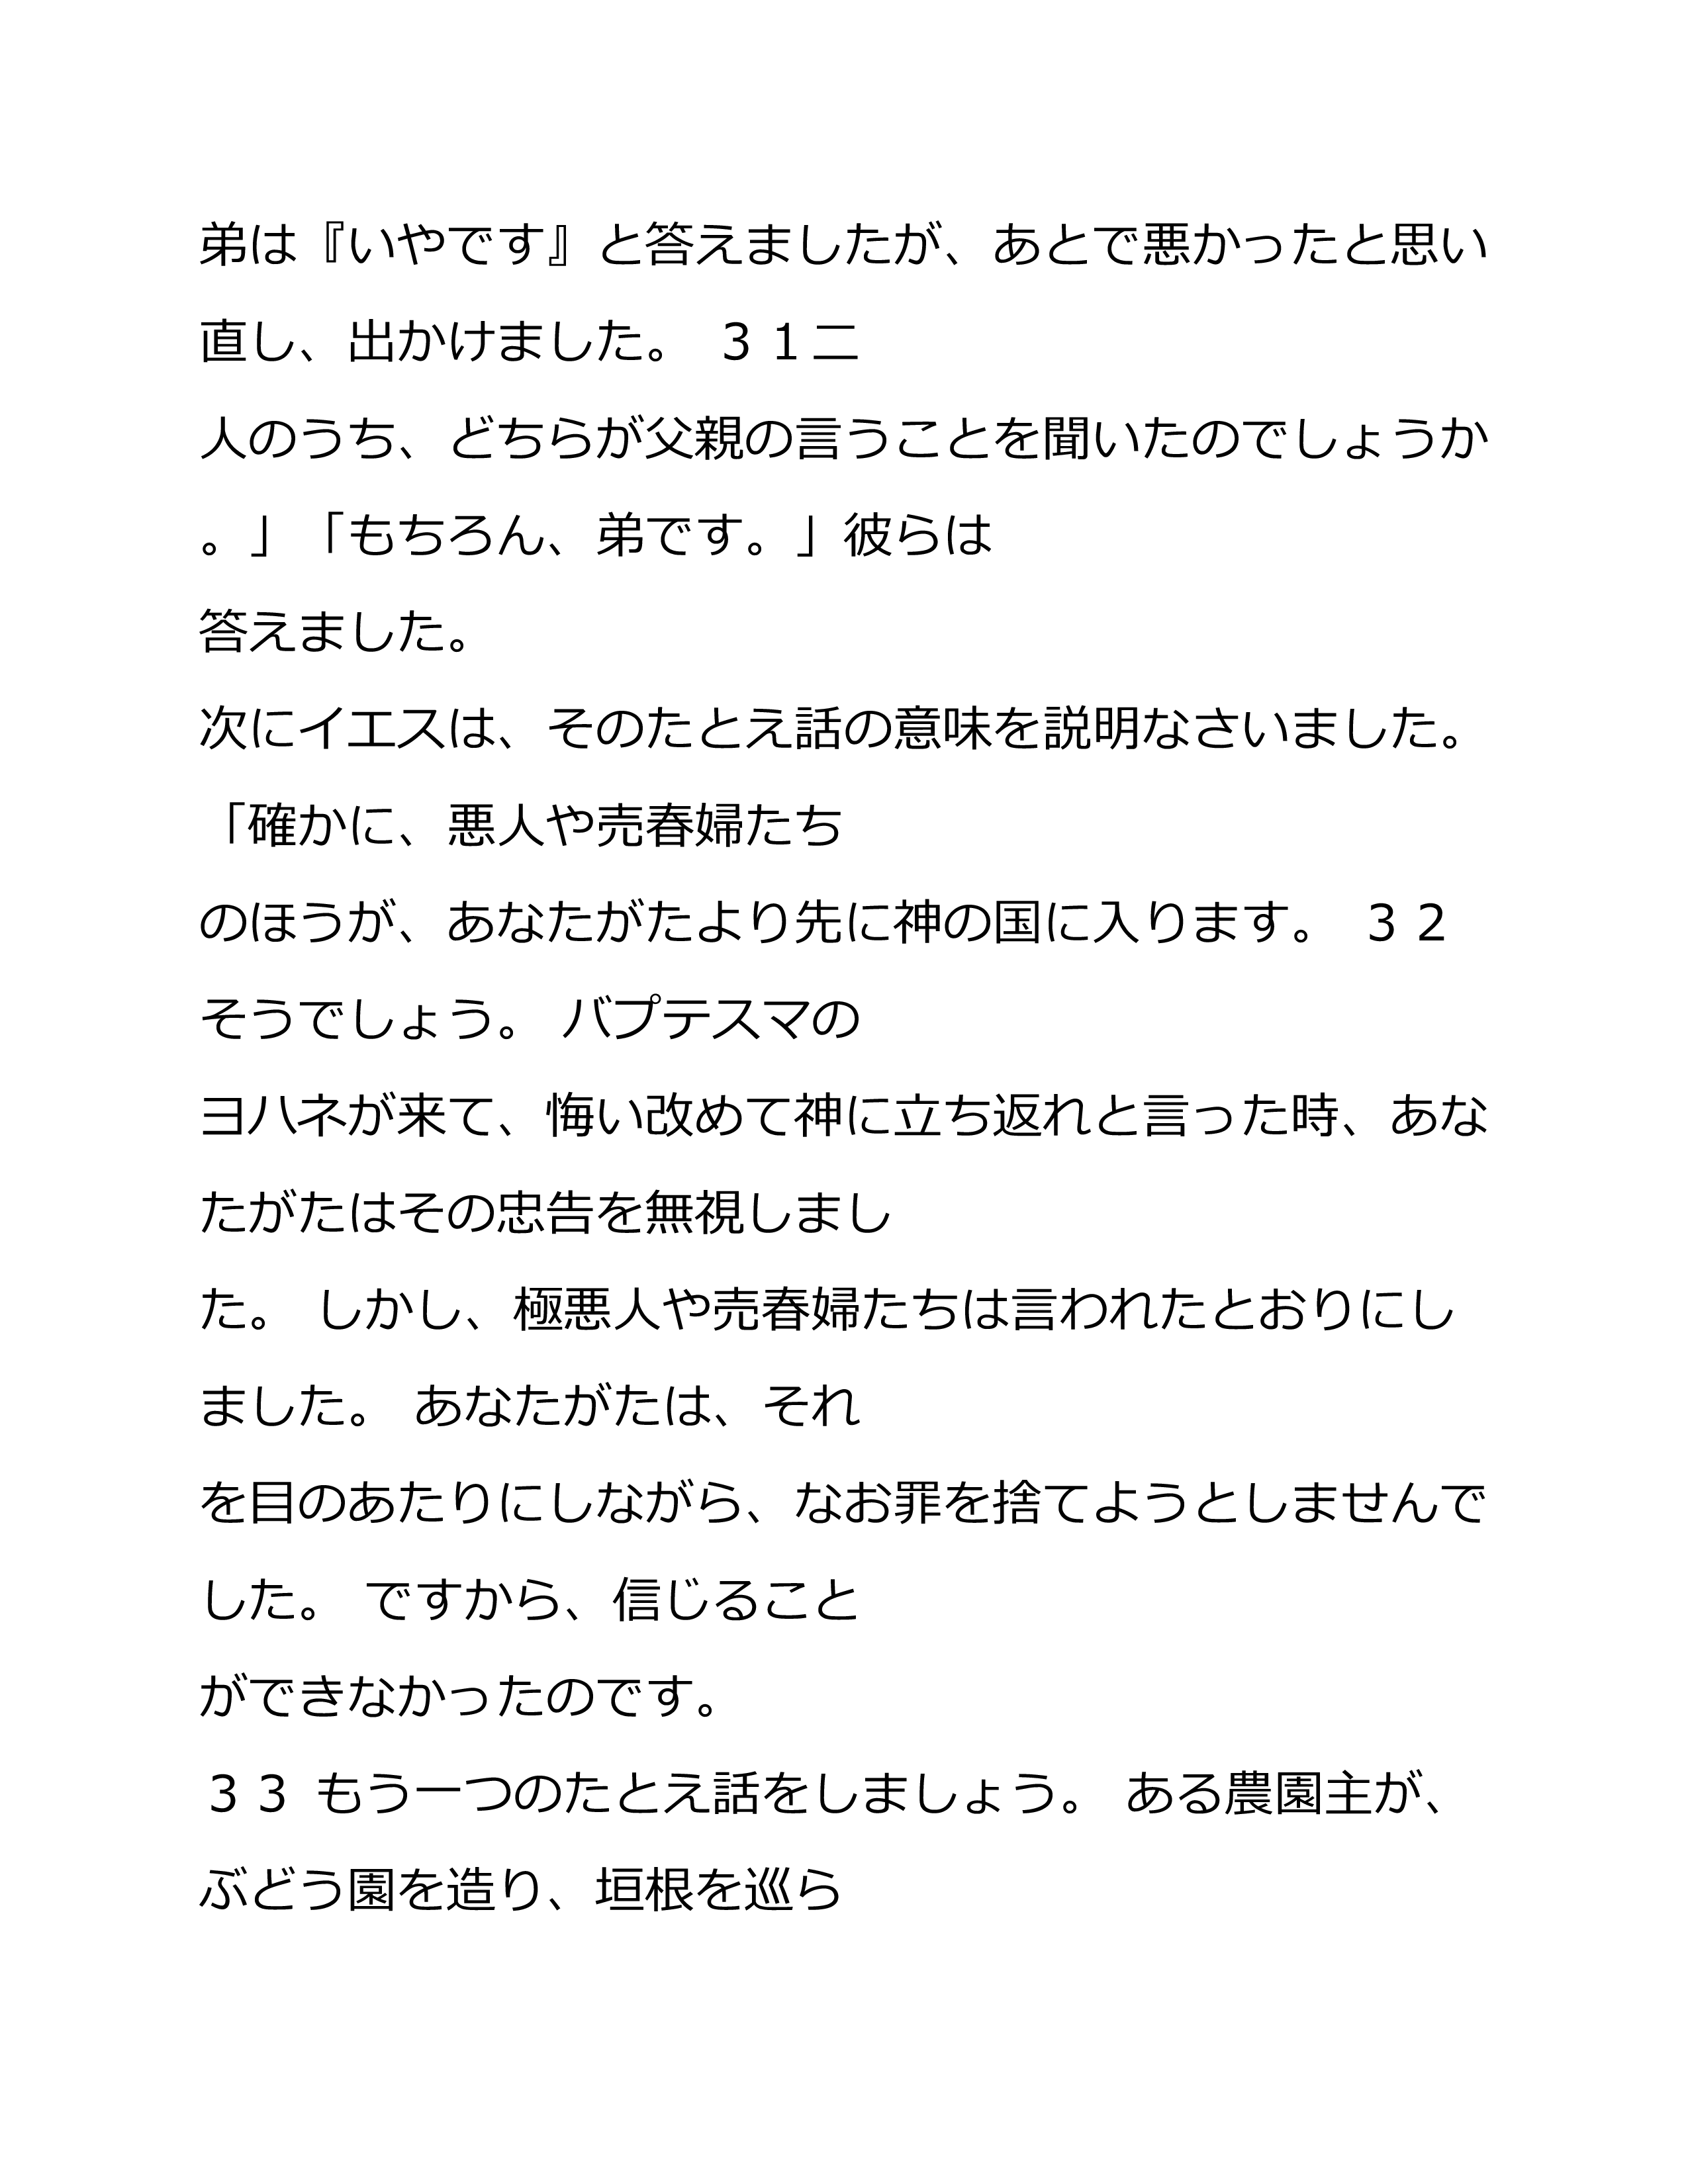 弟は『いやです』と答えましたが、あとで悪かったと思い
直し、出かけました。 ３１二
人のうち、どちらが父親の言うことを聞いたのでしょうか
。」「もちろん、弟です。」彼らは
答えました。
次にイエスは、そのたとえ話の意味を説明なさいました。
「確かに、悪人や売春婦たち
のほうが、あなたがたより先に神の国に入ります。 ３２
そうでしょう。 バプテスマの
ヨハネが来て、悔い改めて神に立ち返れと言った時、あな
たがたはその忠告を無視しまし
た。 しかし、極悪人や売春婦たちは言われたとおりにし
ました。 あなたがたは、それ
を目のあたりにしながら、なお罪を捨てようとしませんで
した。 ですから、信じること
ができなかったのです。
３３ もう一つのたとえ話をしましょう。 ある農園主が、
ぶどう園を造り、垣根を巡ら